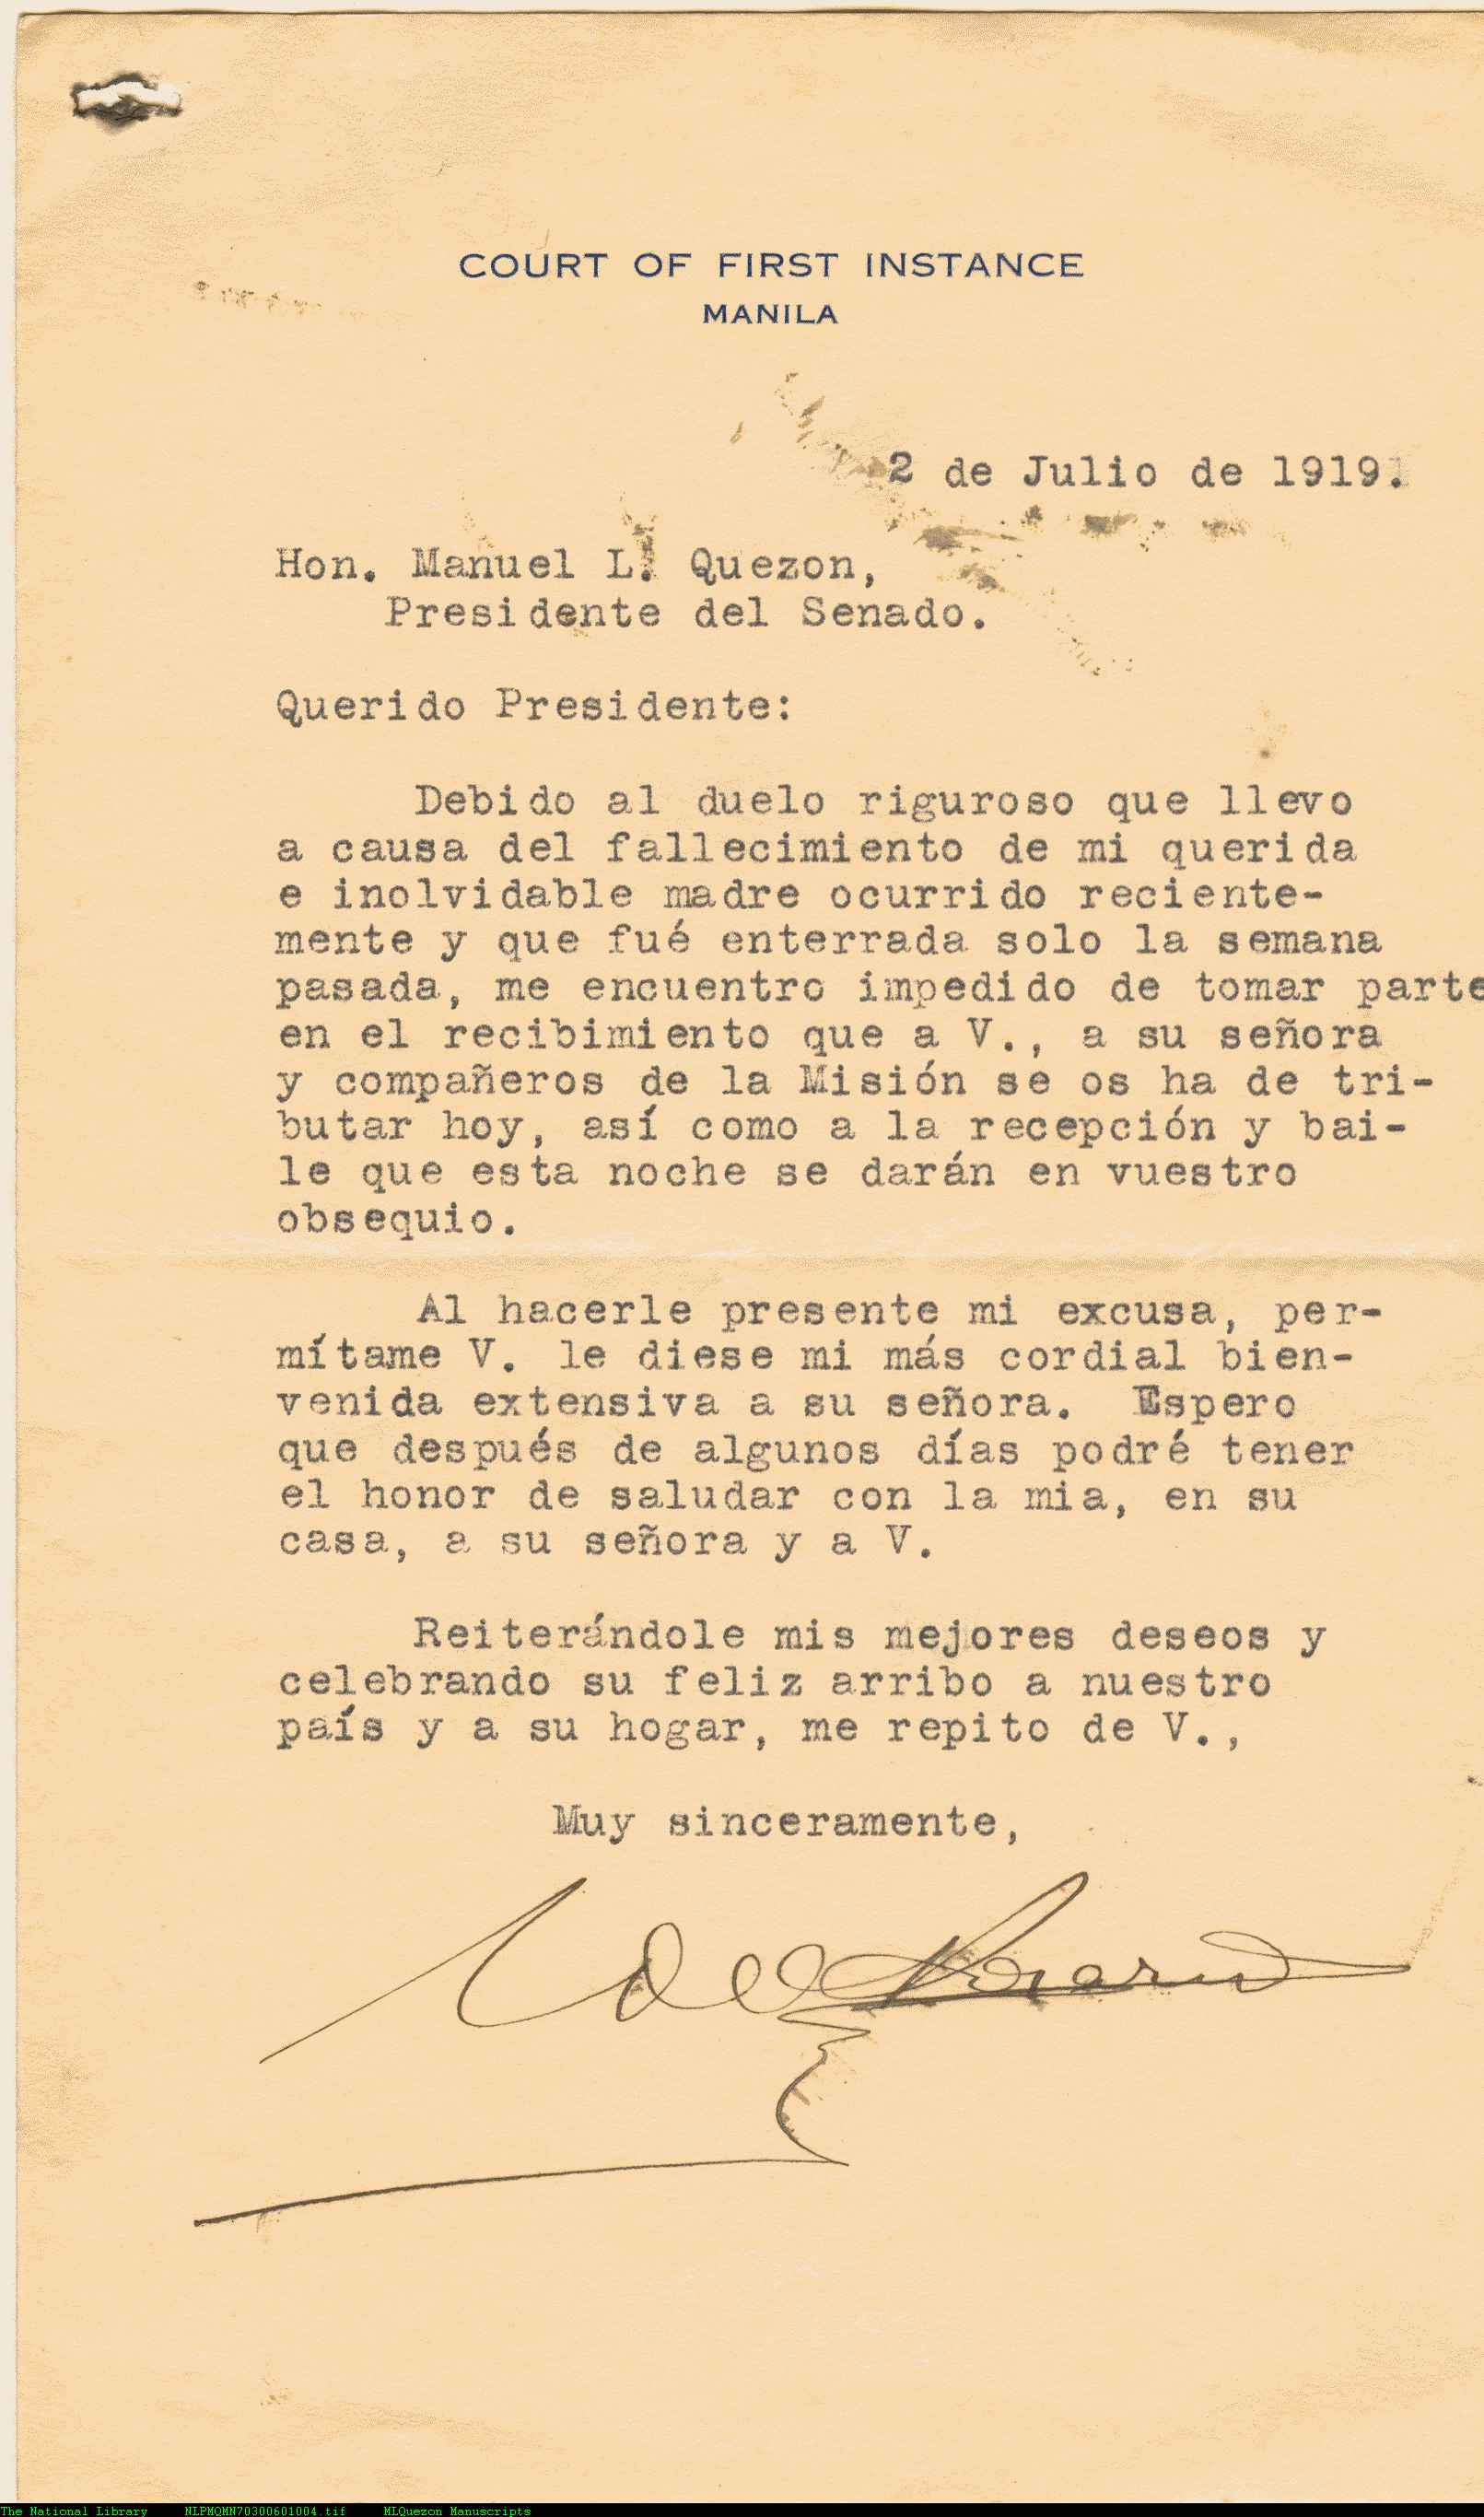 COURT OF FIRST INSTANCE
MANILA
2 de Julio de 1919.
Hon. Manuel L. Quezon,
Presidente del Senado.
Querido Presidente:
Debido al duelo riguroso que llevo
a causa del fallecimiento de mi querida
e inolvidable madre ocurrido reciente-
mente y que fué enterrada solo la semana
pasada, me encuentro impedido de tomar parte
en el recibimiento que a V., a su señora
y compañeros de la Misión se os ha de tri-
butar hoy, así como a la recepción y bai-
le que esta noche se darán en vuestro
obsequio.
Al hacerle presente mi excusa, per-
mítame V. le diese mi más cordial bien-
venida extensiva a su señora. Espero
que después de algunos días podré tener
el honor de saludar con la mia, en su
casa, a su señora y a V.
Reiterándole mis mejores deseos y
celebrando su feliz arribo a nuestro
país y a su hogar, me repito de V.,
Muy sinceramente,
del Rosario
The National Library NLPMQMN70300601004.tif MLQuezon Manuscripts